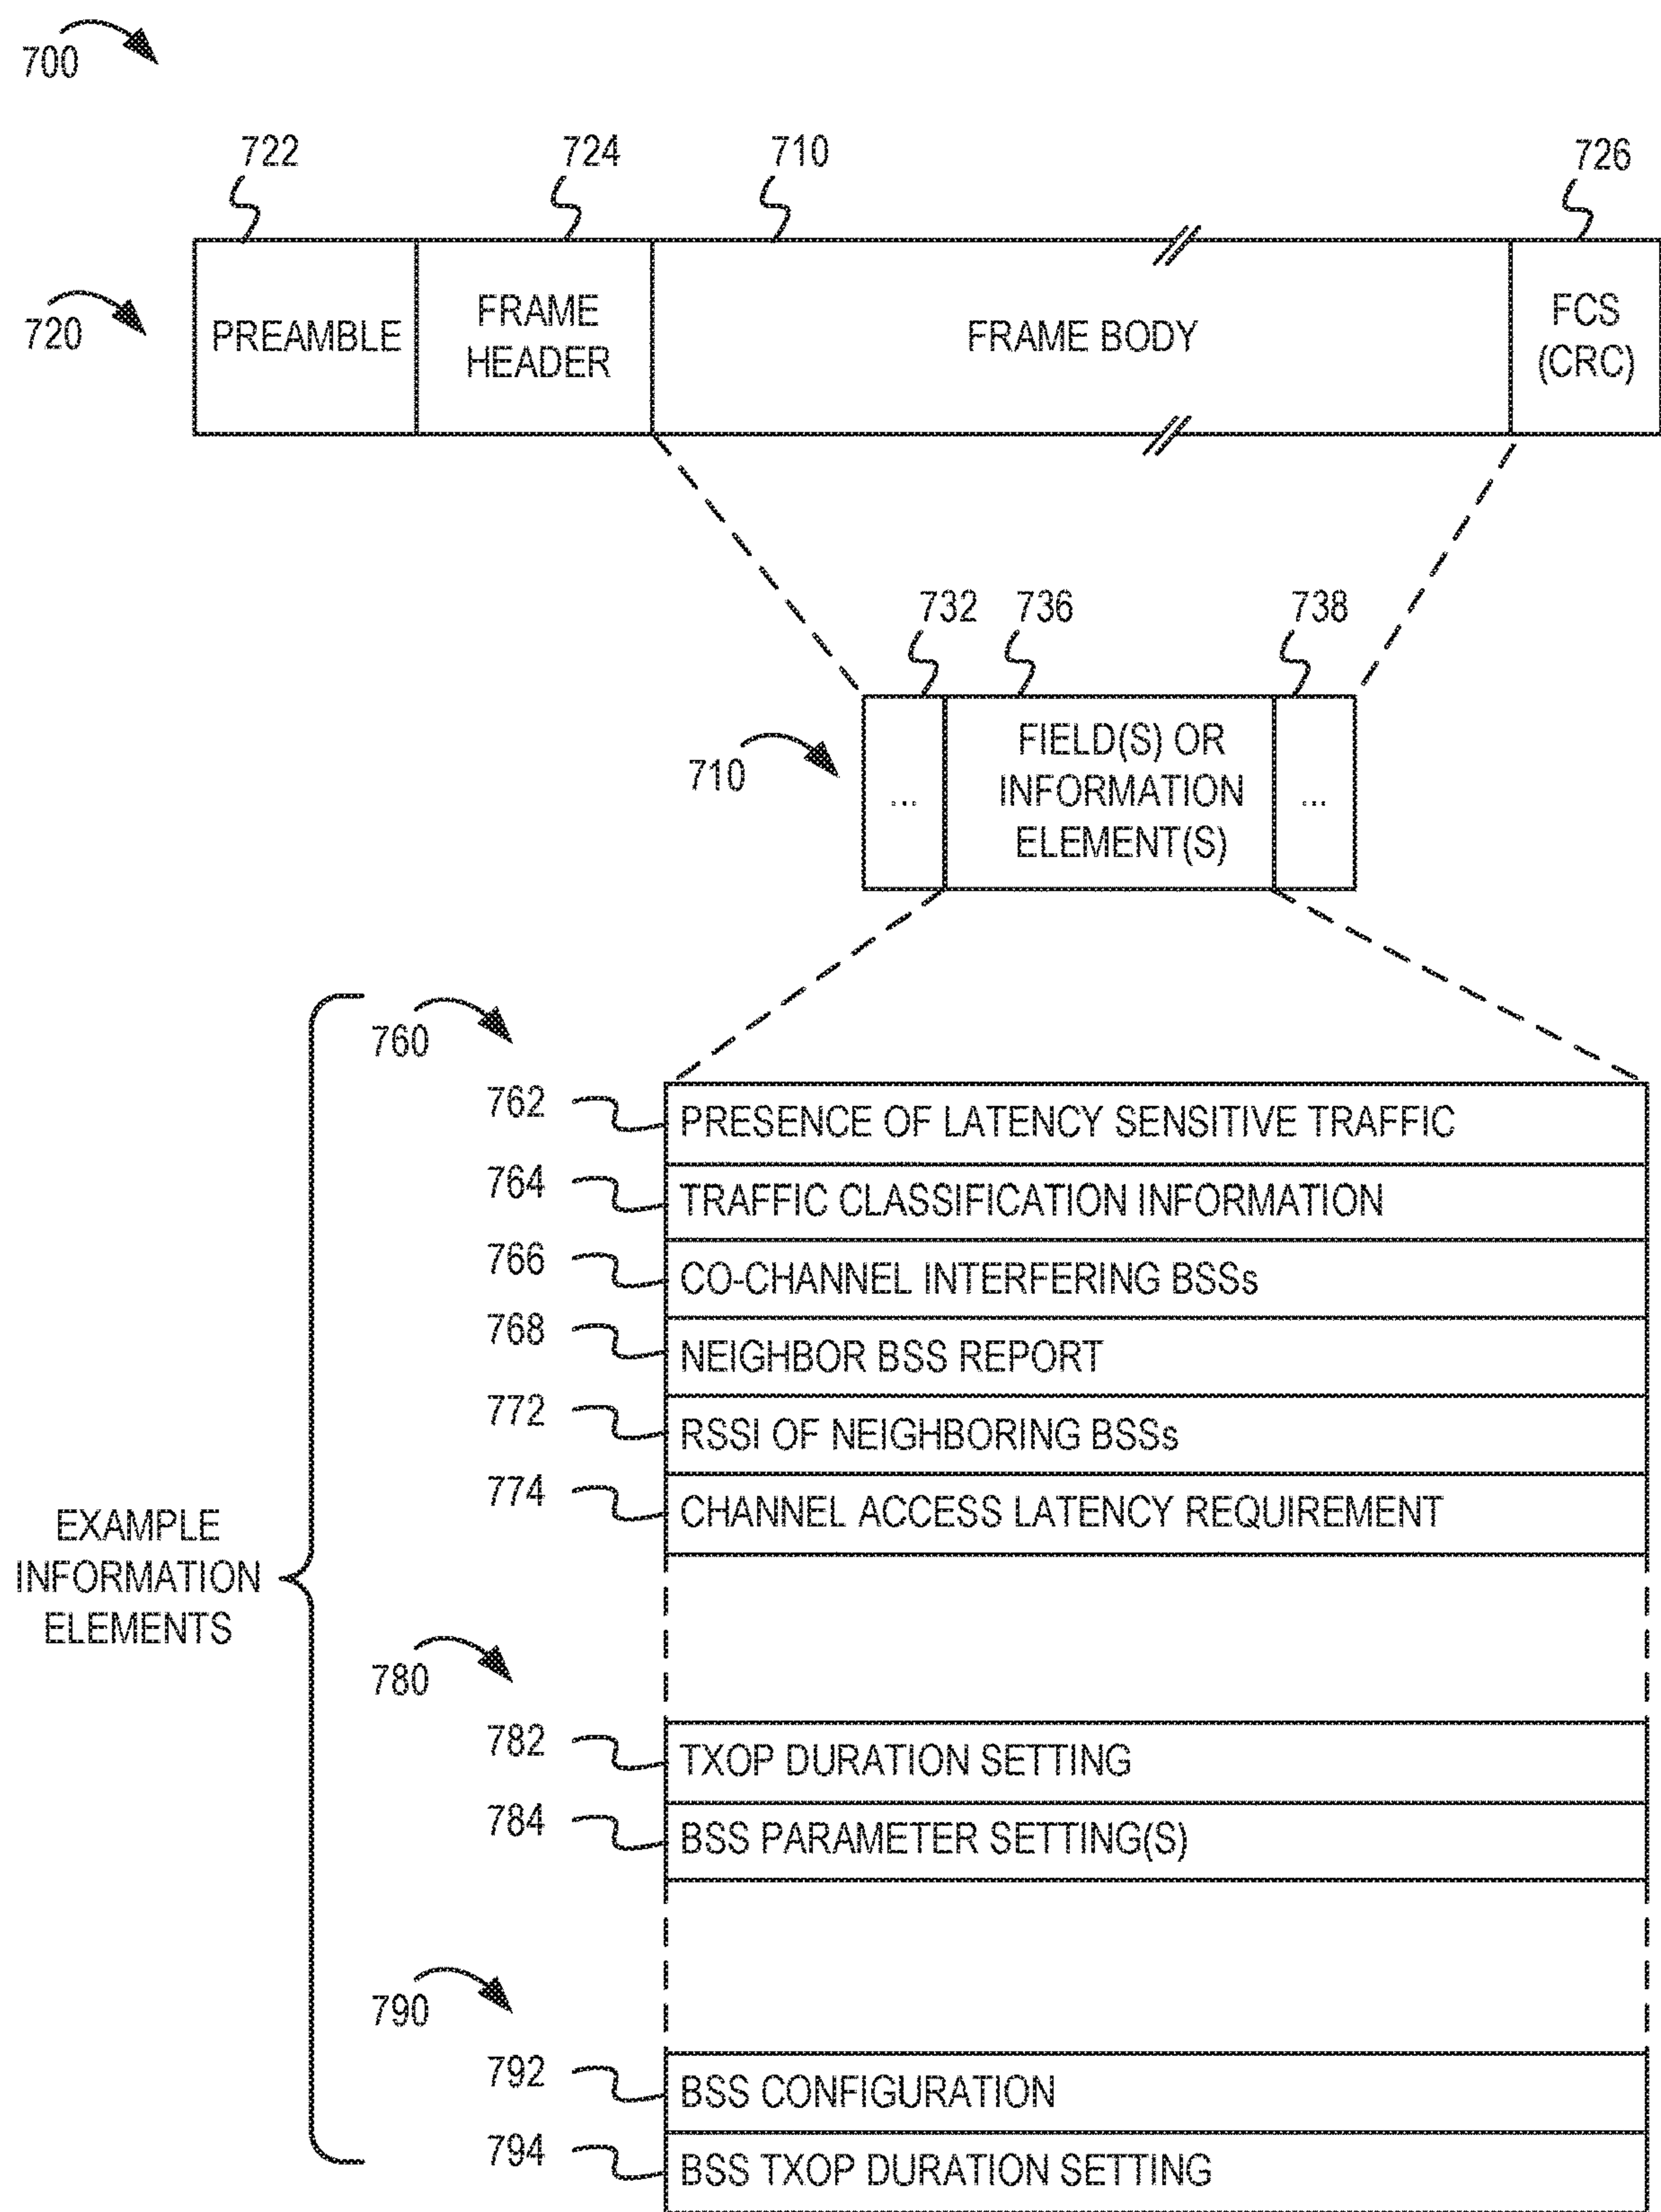 700
722
724
710
726
720
PREAMBLE
FRAME
HEADER
FRAME BODY
FCS
(CRC)
732
736
738
710
...
FIELD(S) OR
INFORMATION
ELEMENT(S)
...
760
762
PRESENCE OF LATENCY SENSITIVE TRAFFIC
764
TRAFFIC CLASSIFICATION INFORMATION
766
CO-CHANNEL INTERFERING BSSs
768
NEIGHBOR BSS REPORT
772
RSSI OF NEIGHBORING BSSs
774
CHANNEL ACCESS LATENCY REQUIREMENT
EXAMPLE
INFORMATION
ELEMENTS
780
782
TXOP DURATION SETTING
784
BSS PARAMETER SETTING(S)
790
792
BSS CONFIGURATION
794
BSS TXOP DURATION SETTING